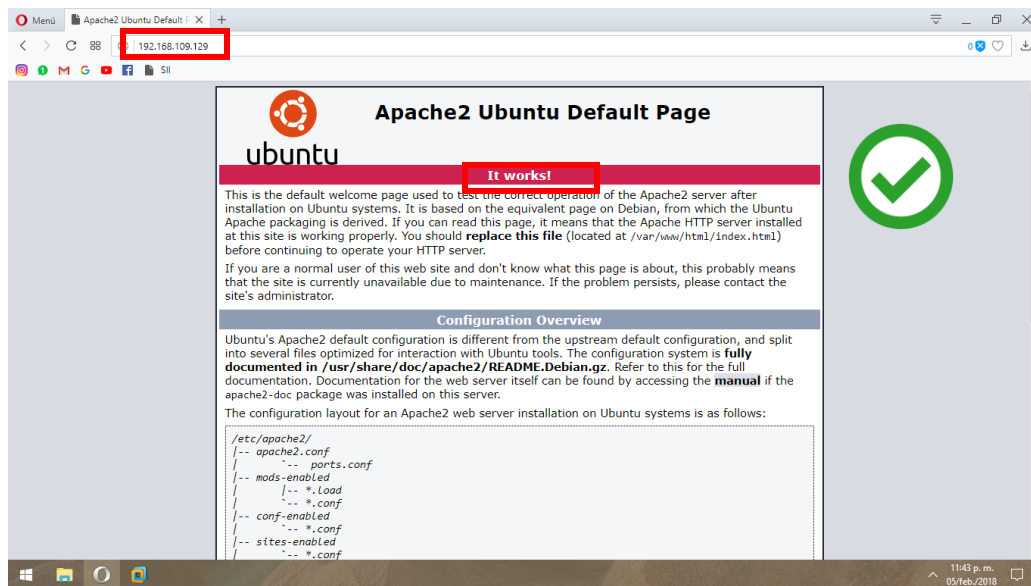 Menú
Apache2 Ubuntu Default P
192.168.109.129
0
SII
ubuntu
Apache2 Ubuntu Default Page
It works!
This is the default welcome page used to test the correct operation of the Apache2 server after
installation on Ubuntu systems. It is based on the equivalent page on Debian, from which the Ubuntu
Apache packaging is derived. If you can read this page, it means that the Apache HTTP server installed
at this site is working properly. You should replace this file (located at /var/www/html/index.html)
before continuing to operate your HTTP server.
If you are a normal user of this web site and don't know what this page is about, this probably means
that the site is currently unavailable due to maintenance. If the problem persists, please contact the
site's administrator.
Configuration Overview
Ubuntu's Apache2 default configuration is different from the upstream default configuration, and split
into several files optimized for interaction with Ubuntu tools. The configuration system is fully
documented in /usr/share/doc/apache2/README.Debian.gz. Refer to this for the full
documentation. Documentation for the web server itself can be found by accessing the manual if the
apache2-doc package was installed on this server.
The configuration layout for an Apache2 web server installation on Ubuntu systems is as follows:
/etc/apache2/
|-- apache2.conf
|       `--  ports.conf
|-- mods-enabled
|       |-- *.load
|       `-- *.conf
|-- conf-enabled
|       `-- *.conf
|-- sites-enabled
|       `-- *.conf
11:43 p. m.
05/feb./2018